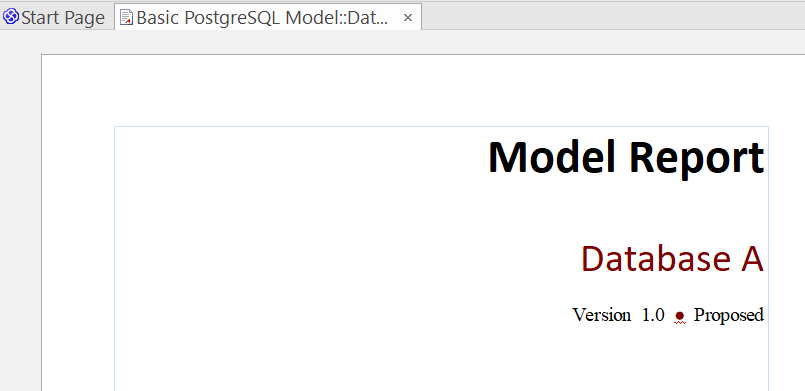 Start Page
Basic PostgreSQL Model::Dat... ×
Model Report
Database A
Version 1.0 ● Proposed